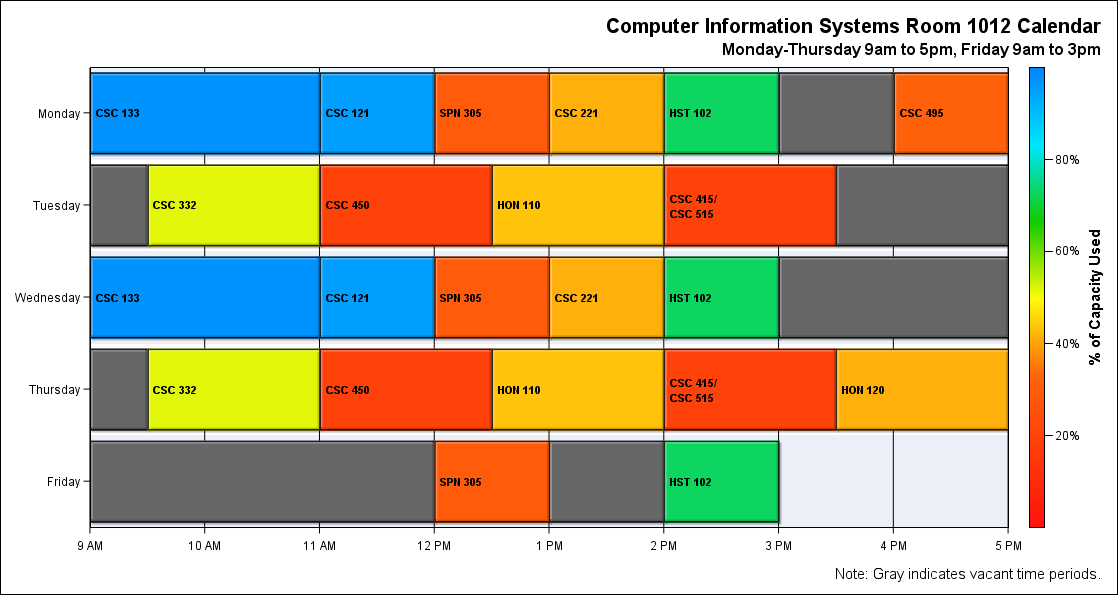 Computer Information Systems Room 1012 Calendar
Monday-Thursday 9am to 5pm, Friday 9am to 3pm
Monday
CSC 133
CSC 121
SPN 305
CSC 221
HST 102
CSC 495
Tuesday
CSC 332
CSC 450
HON 110
CSC 415/
CSC 515
Wednesday
CSC 133
CSC 121
SPN 305
CSC 221
HST 102
Thursday
CSC 332
CSC 450
HON 110
CSC 415/
CSC 515
HON 120
Friday
SPN 305
HST 102
9 AM
10 AM
11 AM
12 PM
1 PM
2 PM
3 PM
4 PM
5 PM
80%
60%
40%
20%
% of Capacity Used
Note: Gray indicates vacant time periods.